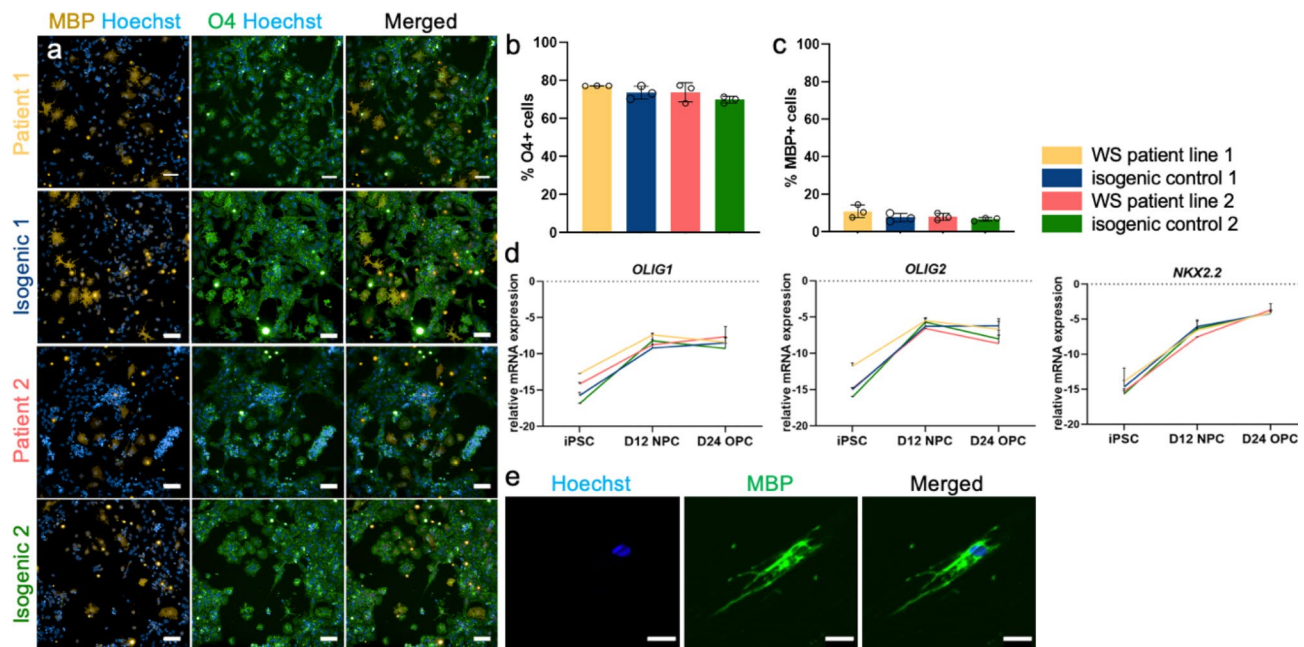 MBP Hoechst O4 Hoechst Merged
a
Patient 1
Isogenic 1
Patient 2
Isogenic 2
b
% O4+ cells
100
80
60
40
20
0
c
% MBP+ cells
100
80
60
40
20
0
WS patient line 1
isogenic control 1
WS patient line 2
isogenic control 2
d
OLIG1
relative mRNA expression
0
-5
-10
-15
-20
iPSC D12 NPC D24 OPC
OLIG2
relative mRNA expression
0
-5
-10
-15
-20
iPSC D12 NPC D24 OPC
NKX2.2
relative mRNA expression
0
-5
-10
-15
-20
iPSC D12 NPC D24 OPC
e
Hoechst MBP Merged